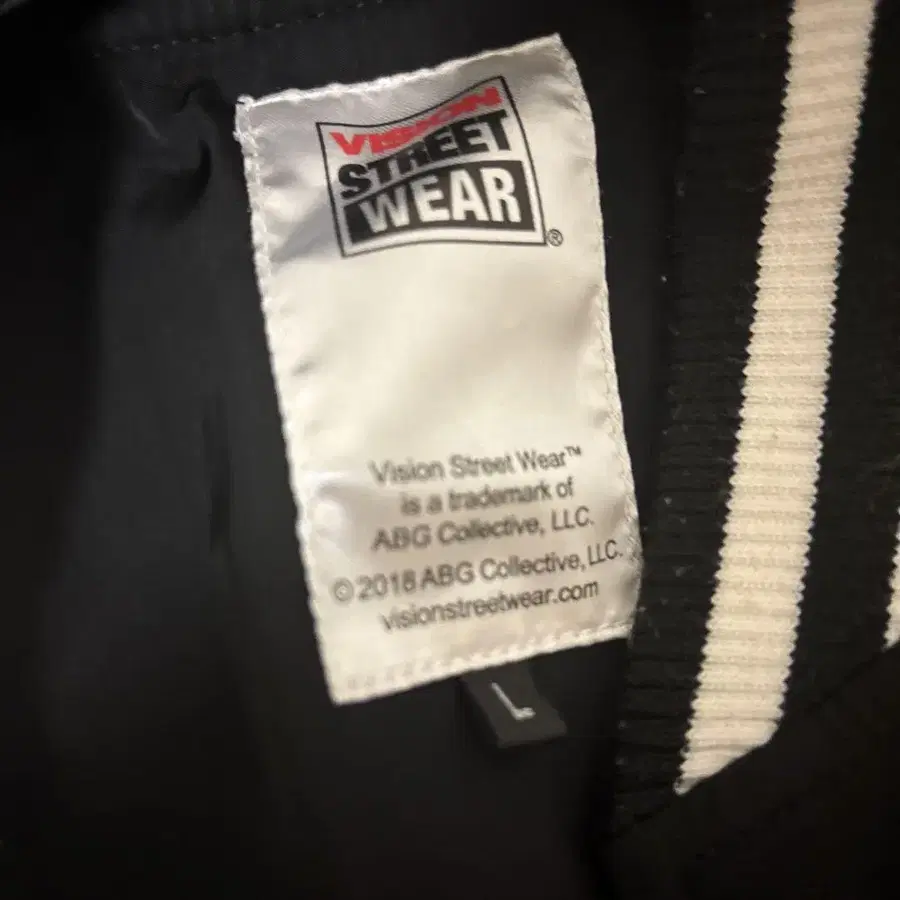 VISION
STREET
WEAR
®
Vision Street Wear™
is a trademark of
ABG Collective, LLC.
© 2018 ABG Collective, LLC.
visionstreetwear.com
L